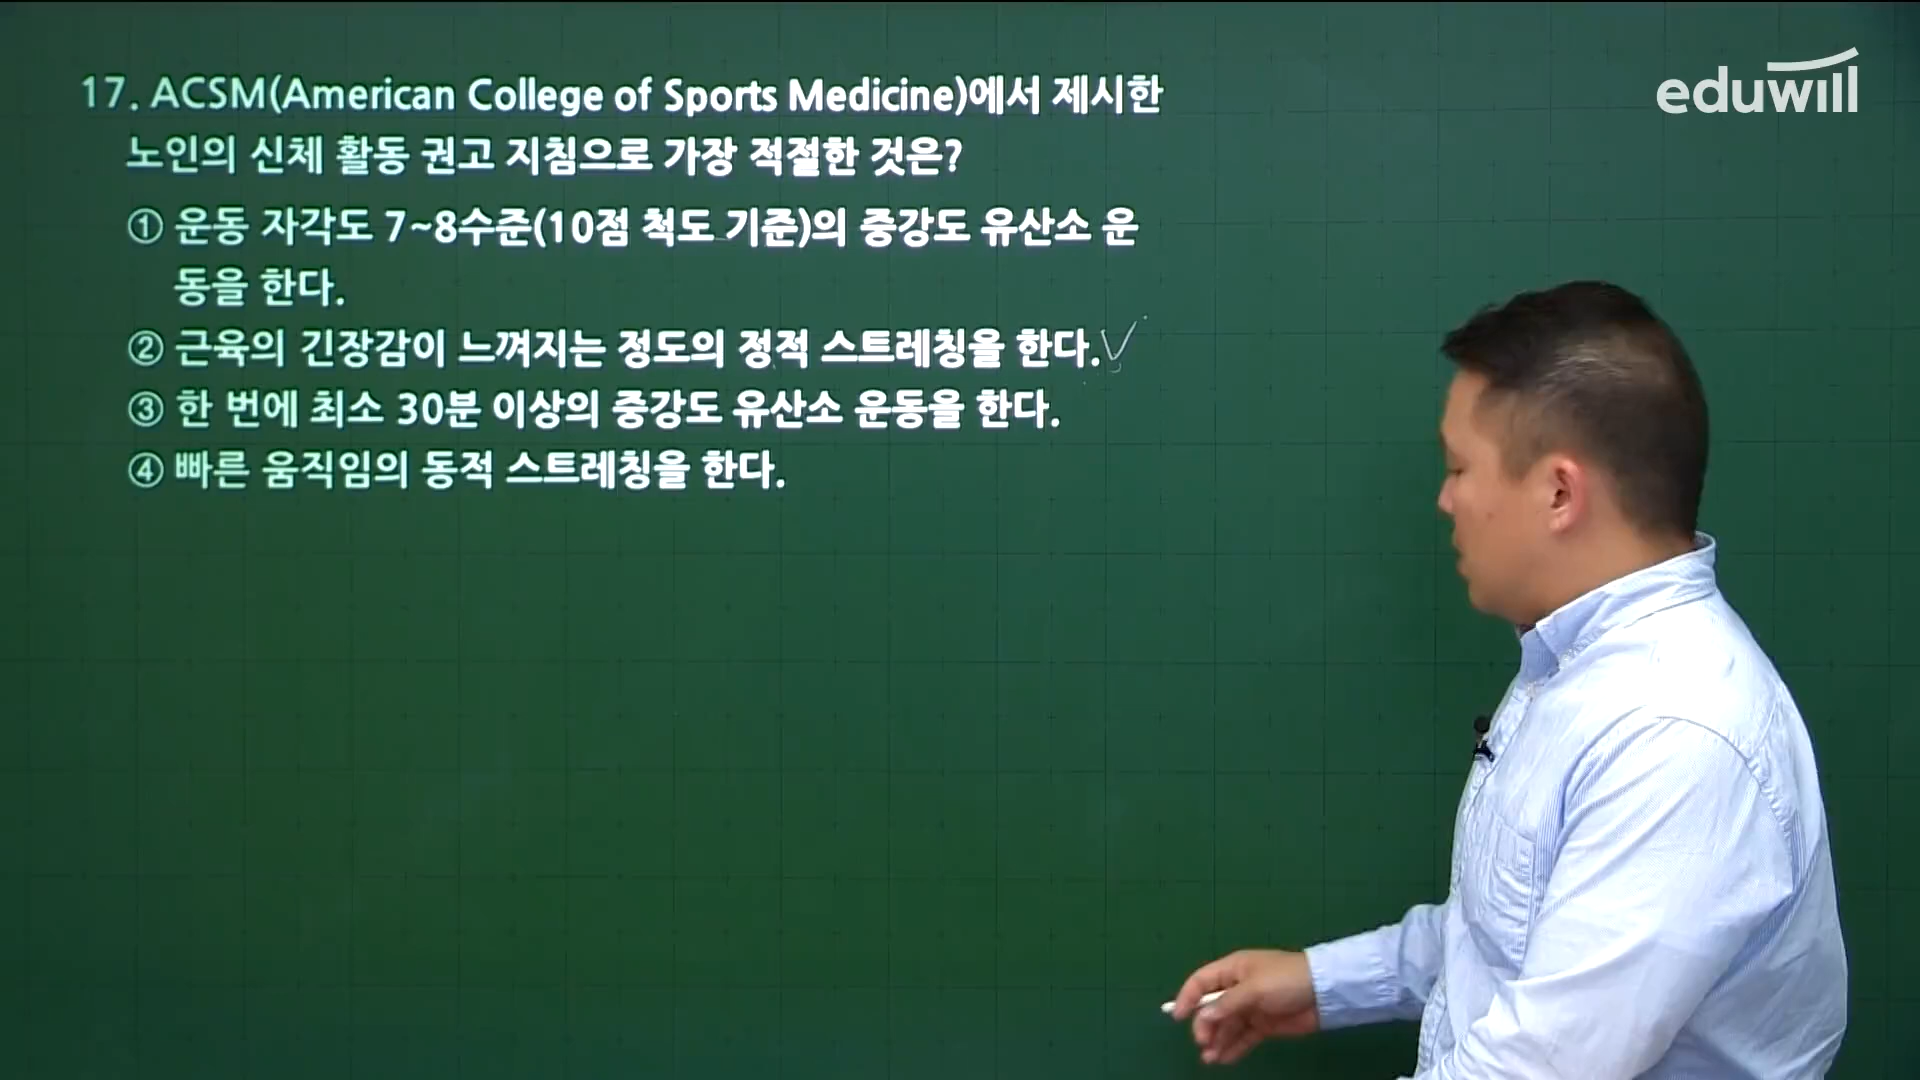 eduwill
17. ACSM(American College of Sports Medicine)에서 제시한
노인의 신체 활동 권고 지침으로 가장 적절한 것은?
① 운동 자각도 7~8수준(10점 척도 기준)의 중강도 유산소 운
동을 한다.
② 근육의 긴장감이 느껴지는 정도의 정적 스트레칭을 한다.
③ 한 번에 최소 30분 이상의 중강도 유산소 운동을 한다.
④ 빠른 움직임의 동적 스트레칭을 한다.